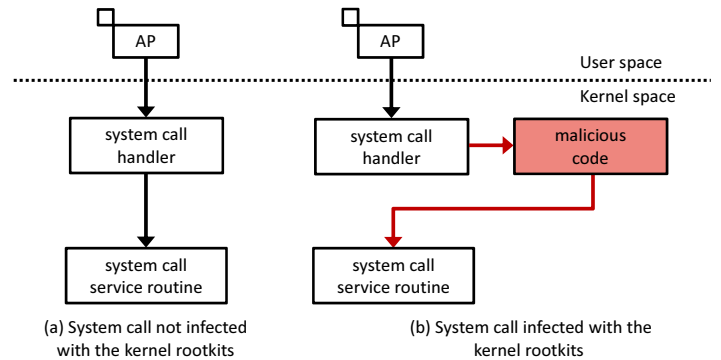 AP
AP
User space
Kernel space
system call
handler
system call
handler
malicious
code
system call
service routine
system call
service routine
(a) System call not infected
with the kernel rootkits
(b) System call infected with the
kernel rootkits